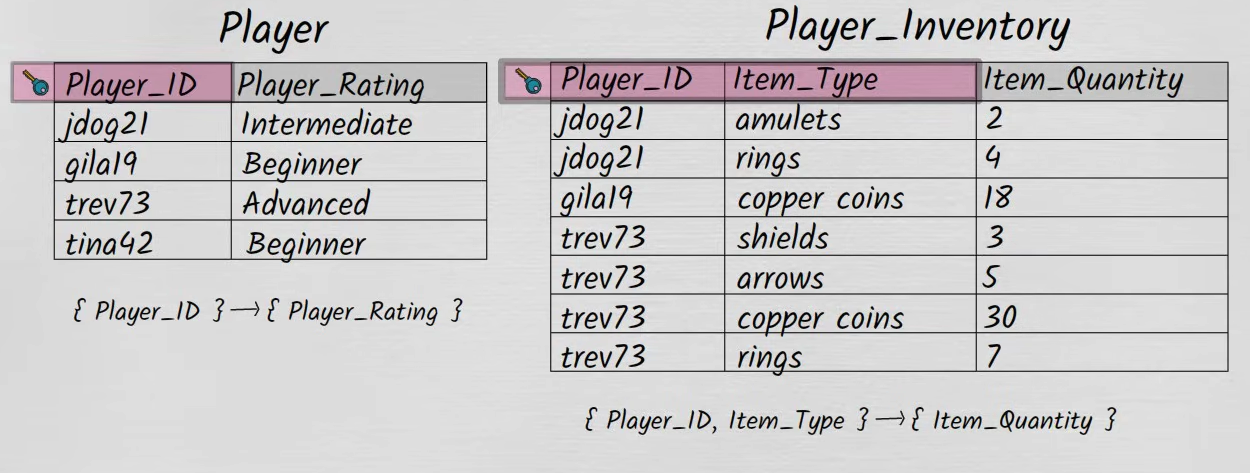 Player
Player_ID Player_Rating
jdog21 Intermediate
gila19 Beginner
trev73 Advanced
tina42 Beginner
{ Player_ID } → { Player_Rating }
Player_Inventory
Player_ID Item_Type Item_Quantity
jdog21 amulets 2
jdog21 rings 4
gila19 copper coins 18
trev73 shields 3
trev73 arrows 5
trev73 copper coins 30
trev73 rings 7
{ Player_ID, Item_Type } → { Item_Quantity }